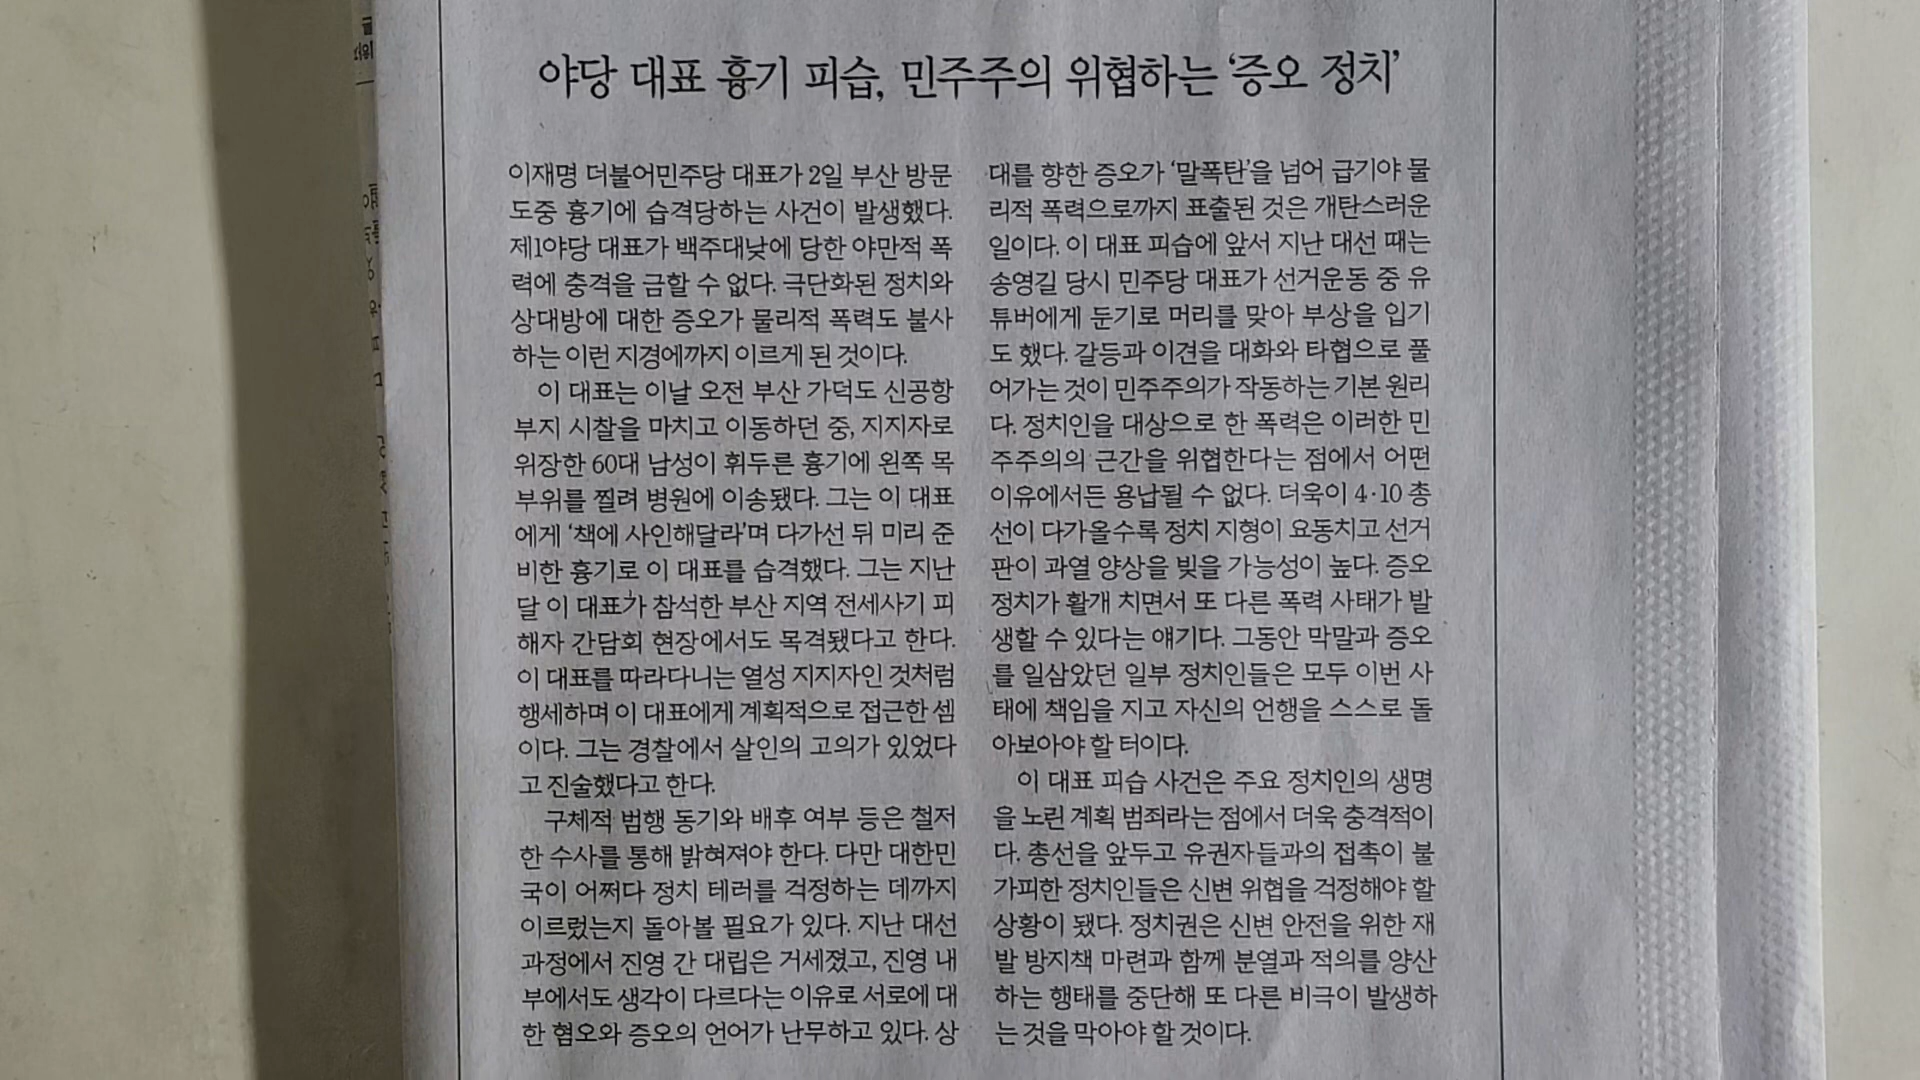 야당 대표 흉기 피습, 민주주의 위협하는 ‘증오 정치’
이재명 더불어민주당 대표가 2일 부산 방문
도중 흉기에 습격당하는 사건이 발생했다.
제1야당 대표가 백주대낮에 당한 야만적 폭
력에 충격을 금할 수 없다. 극단화된 정치와
상대방에 대한 증오가 물리적 폭력도 불사
하는 이런 지경에까지 이르게 된 것이다.
이 대표는 이날 오전 부산 가덕도 신공항
부지 시찰을 마치고 이동하던 중, 지지자로
위장한 60대 남성이 휘두른 흉기에 왼쪽 목
부위를 찔려 병원에 이송됐다. 그는 이 대표
에게 ‘책에 사인해달라’며 다가선 뒤 미리 준
비한 흉기로 이 대표를 습격했다. 그는 지난
달 이 대표가 참석한 부산 지역 전세사기 피
해자 간담회 현장에서도 목격됐다고 한다.
이 대표를 따라다니는 열성 지지자인 것처럼
행세하며 이 대표에게 계획적으로 접근한 셈
이다. 그는 경찰에서 살인의 고의가 있었다
고 진술했다고 한다.
구체적 범행 동기와 배후 여부 등은 철저
한 수사를 통해 밝혀져야 한다. 다만 대한민
국이 어쩌다 정치 테러를 걱정하는 데까지
이르렀는지 돌아볼 필요가 있다. 지난 대선
과정에서 진영 간 대립은 거세졌고, 진영 내
부에서도 생각이 다르다는 이유로 서로에 대
한 혐오와 증오의 언어가 난무하고 있다. 상
대를 향한 증오가 ‘말폭탄’을 넘어 급기야 물
리적 폭력으로까지 표출된 것은 개탄스러운
일이다. 이 대표 피습에 앞서 지난 대선 때는
송영길 당시 민주당 대표가 선거운동 중 유
튜버에게 둔기로 머리를 맞아 부상을 입기
도 했다. 갈등과 이견을 대화와 타협으로 풀
어가는 것이 민주주의가 작동하는 기본 원리
다. 정치인을 대상으로 한 폭력은 이러한 민
주주의의 근간을 위협한다는 점에서 어떤
이유에서든 용납될 수 없다. 더욱이 4·10 총
선이 다가올수록 정치 지형이 요동치고 선거
판이 과열 양상을 빚을 가능성이 높다. 증오
정치가 활개 치면서 또 다른 폭력 사태가 발
생할 수 있다는 얘기다. 그동안 막말과 증오
를 일삼았던 일부 정치인들은 모두 이번 사
태에 책임을 지고 자신의 언행을 스스로 돌
아보아야 할 터이다.
이 대표 피습 사건은 주요 정치인의 생명
을 노린 계획 범죄라는 점에서 더욱 충격적이
다. 총선을 앞두고 유권자들과의 접촉이 불
가피한 정치인들은 신변 위협을 걱정해야 할
상황이 됐다. 정치권은 신변 안전을 위한 재
발 방지책 마련과 함께 분열과 적의를 양산
하는 행태를 중단해 또 다른 비극이 발생하
는 것을 막아야 할 것이다.